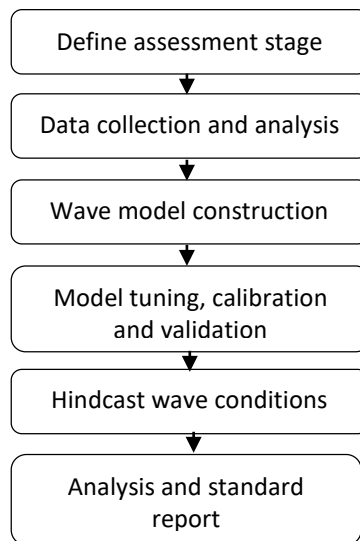 Define assessment stage
Data collection and analysis
Wave model construction
Model tuning, calibration
and validation
Hindcast wave conditions
Analysis and standard
report